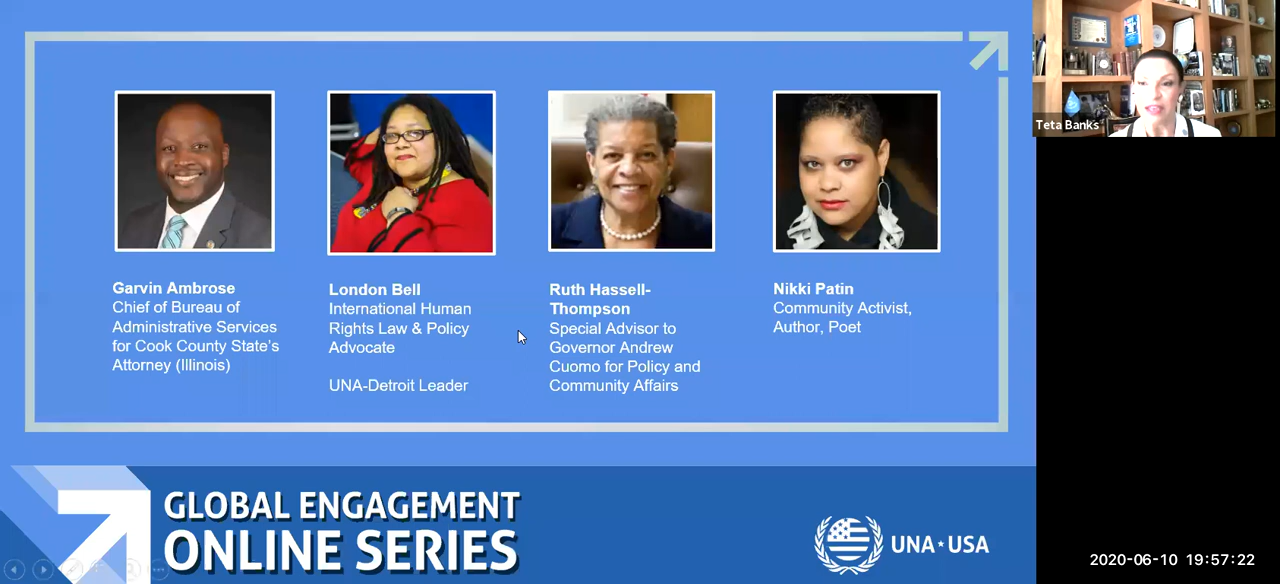 Teta Banks
Garvin Ambrose
Chief of Bureau of
Administrative Services
for Cook County State's
Attorney (Illinois)
London Bell
International Human
Rights Law & Policy
Advocate
UNA-Detroit Leader
Ruth Hassell-
Thompson
Special Advisor to
Governor Andrew
Cuomo for Policy and
Community Affairs
Nikki Patin
Community Activist,
Author, Poet
GLOBAL ENGAGEMENT
ONLINE SERIES
UNA★USA
2020-06-10 19:57:22